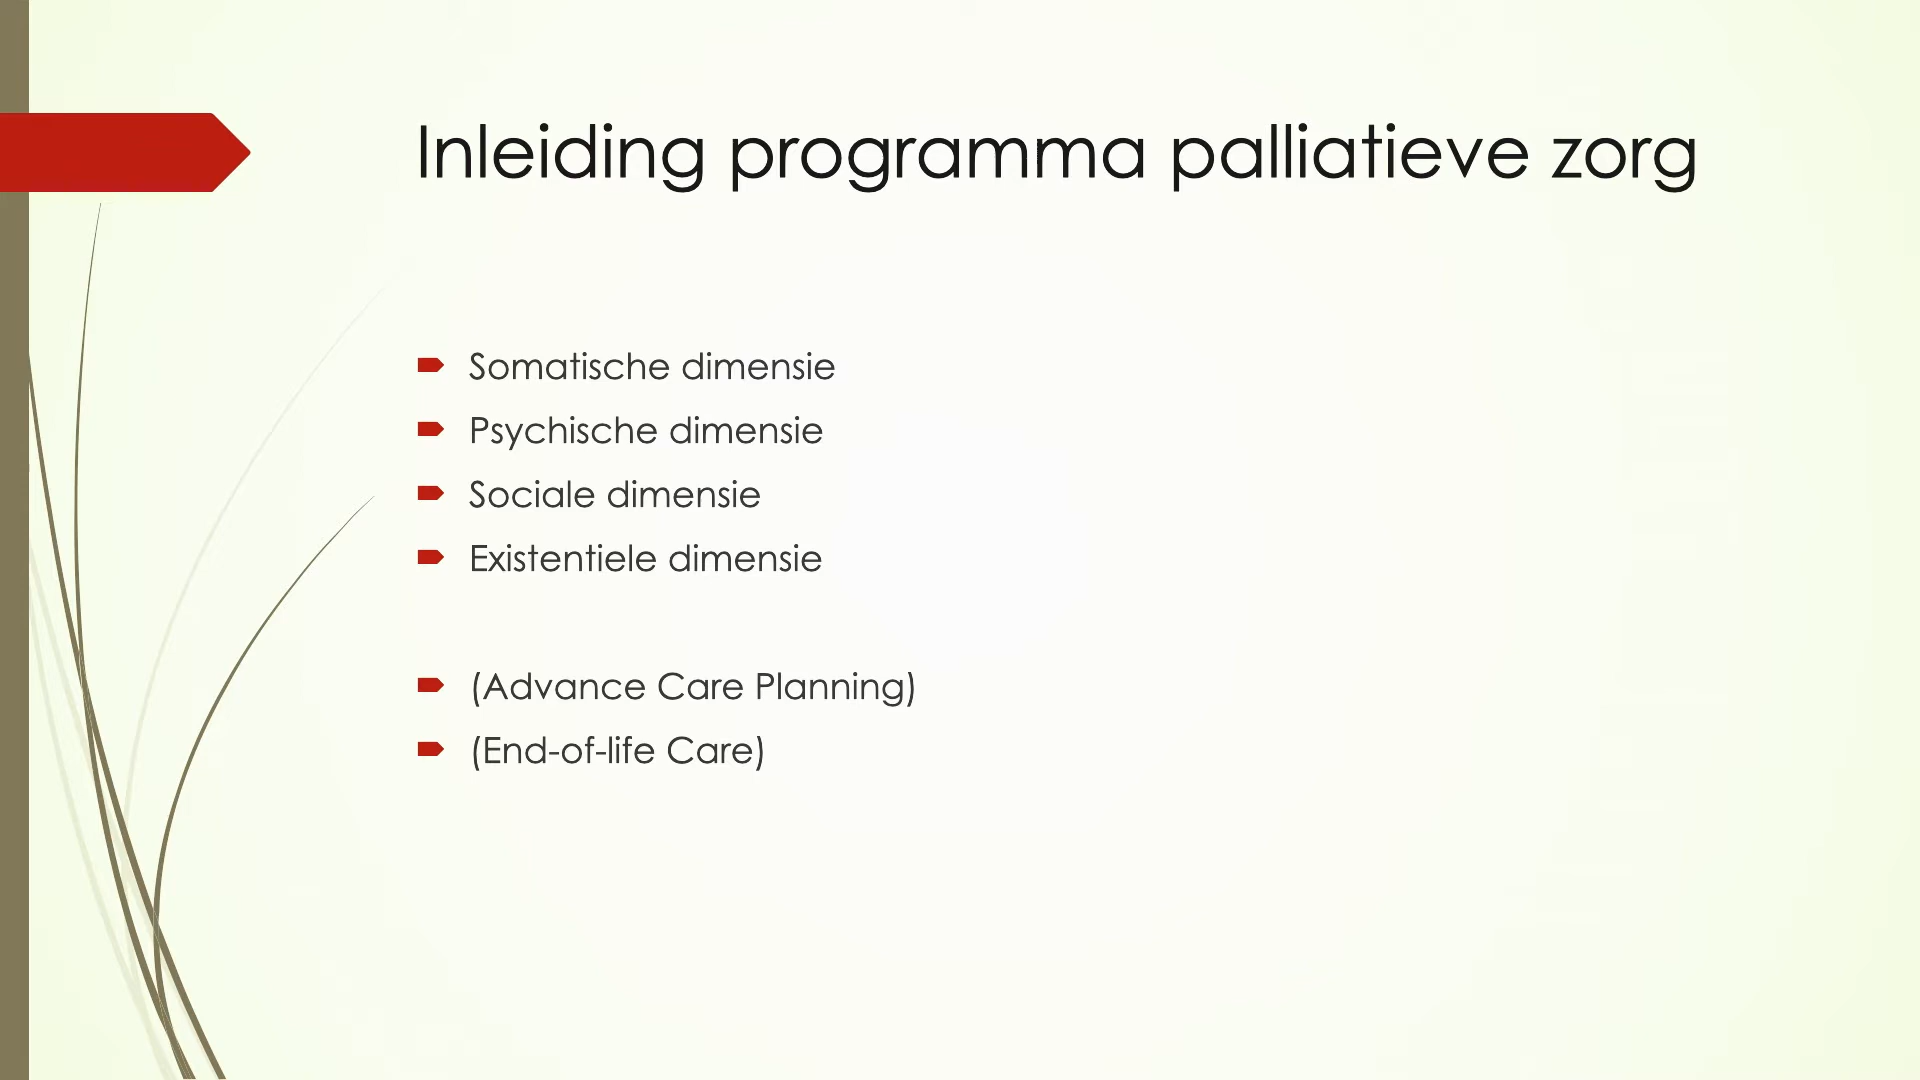 Inleiding programma palliatieve zorg
Somatische dimensie
Psychische dimensie
Sociale dimensie
Existentiele dimensie
(Advance Care Planning)
(End-of-life Care)